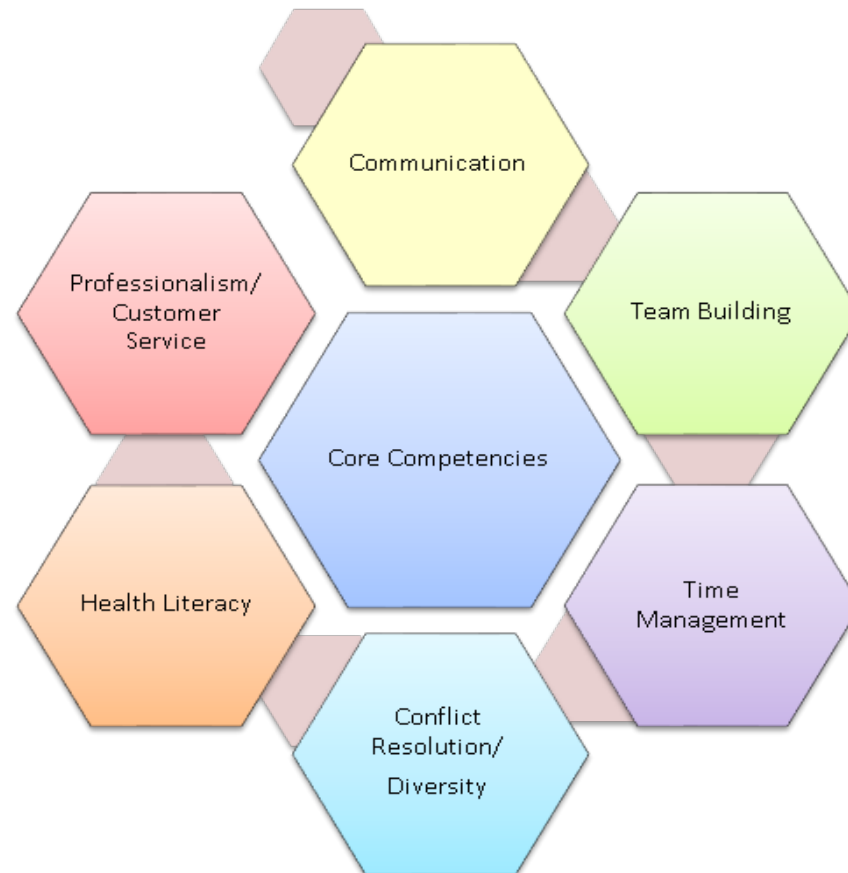 Communication
Team Building
Professionalism/
Customer
Service
Core Competencies
Time
Management
Health Literacy
Conflict
Resolution/
Diversity